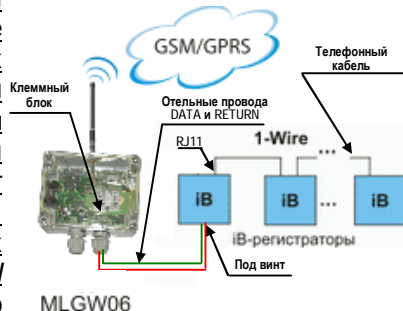 GSM/GPRS
Телефонный
кабель
Клеммный
блок
Отельные провода
DATA и RETURN
RJ11
1-Wire
...
iB
iB
...
iB
iB-регистраторы
Под винт
MLGW06